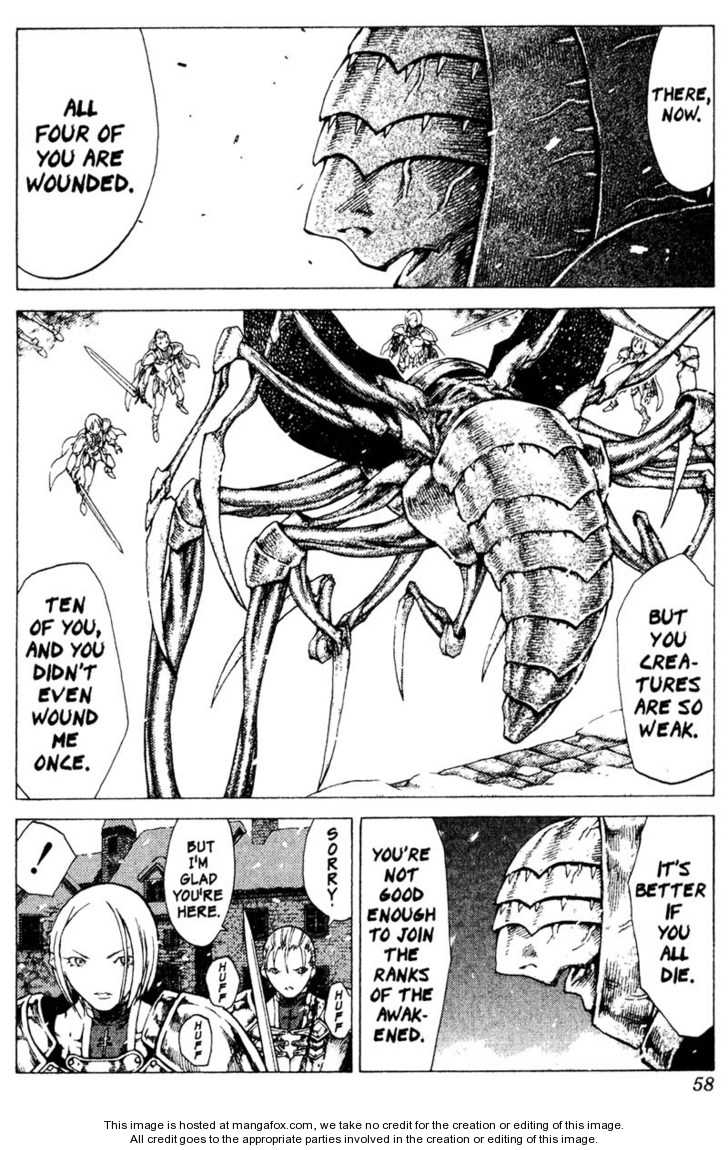 THERE,
NOW.
ALL
FOUR OF
YOU ARE
WOUNDED.
BUT
YOU
CREA-
TURES
ARE SO
WEAK.
TEN
OF YOU,
AND YOU
DIDN'T
EVEN
WOUND
ME
ONCE.
IT'S
BETTER
IF
YOU
ALL
DIE.
YOU'RE
NOT
GOOD
ENOUGH
TO JOIN
THE
RANKS
OF THE
AWAK-
ENED.
SORRY.
BUT
I'M
GLAD
YOU'RE
HERE.
HUFF
HUFF
HUFF
!
58
This image is hosted at mangafox.com, we take no credit for the creation or editing of this image.
All credit goes to the appropriate parties involved in the creation or editing of this image.